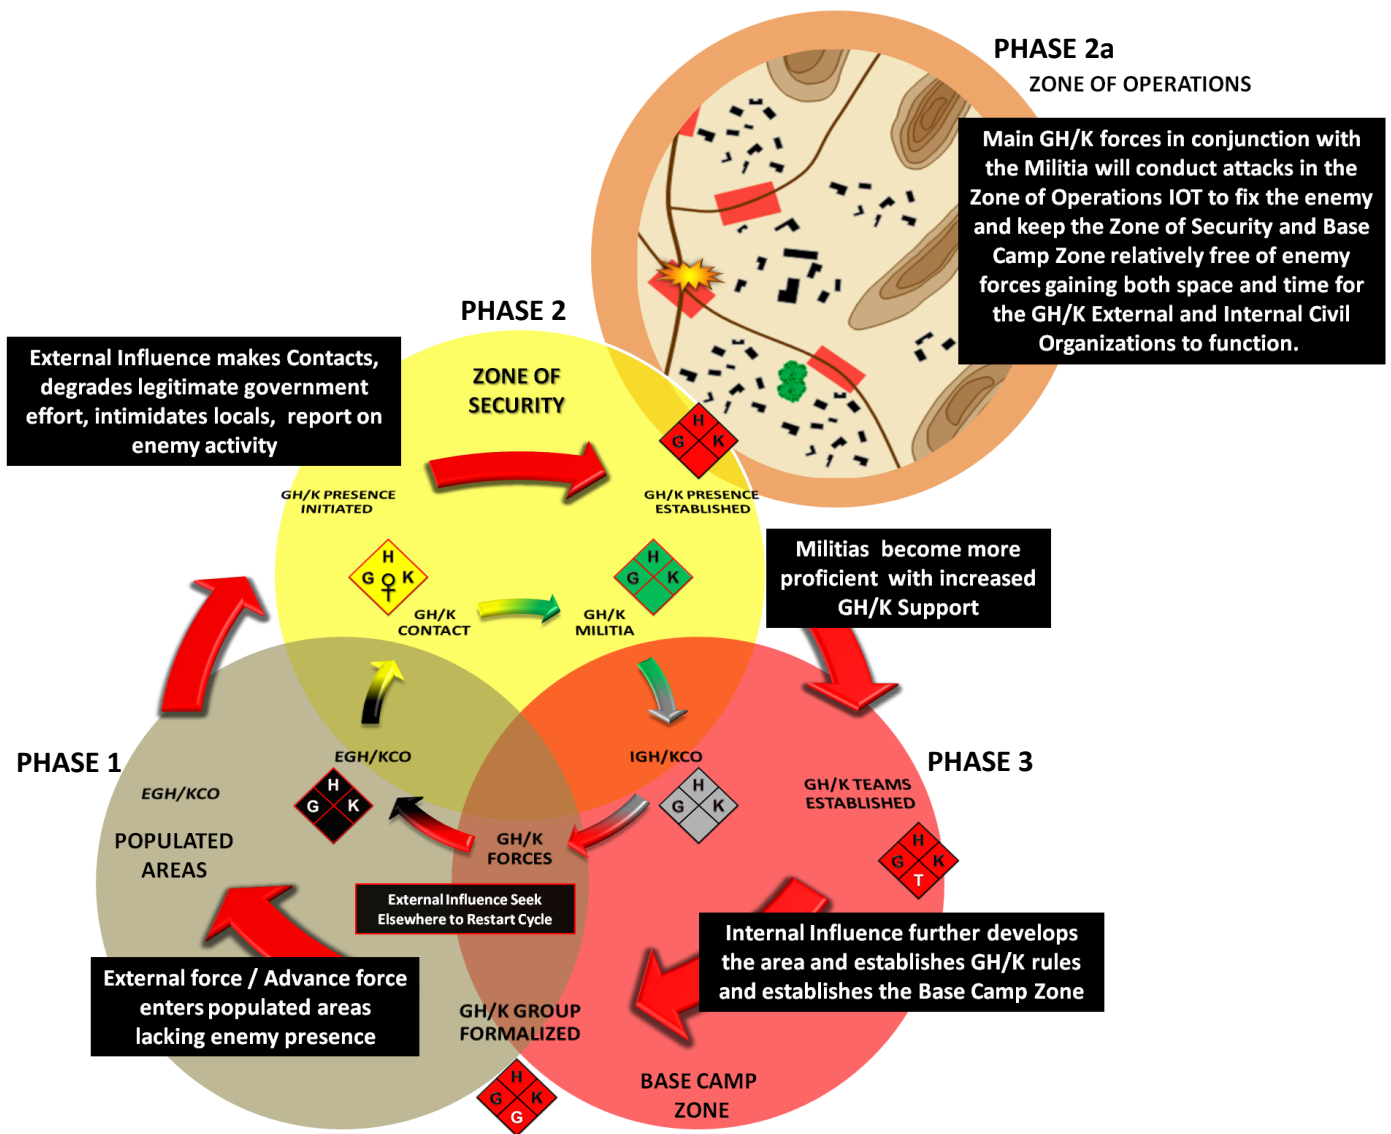 PHASE 2a
ZONE OF OPERATIONS
Main GH/K forces in conjunction with
the Militia will conduct attacks in the
Zone of Operations IOT to fix the enemy
and keep the Zone of Security and Base
Camp Zone relatively free of enemy
forces gaining both space and time for
the GH/K External and Internal Civil
Organizations to function.
PHASE 2
External Influence makes Contacts,
degrades legitimate government
effort, intimidates locals, report on
enemy activity
ZONE OF
SECURITY
H
G K
GH/K PRESENCE
INITIATED
GH/K PRESENCE
ESTABLISHED
H
G K
GH/K
CONTACT
H
G K
GH/K
MILITIA
Militias become more
proficient with increased
GH/K Support
PHASE 1
EGH/KCO
POPULATED
AREAS
EGH/KCO
H
G K
IGH/KCO
H
G K
PHASE 3
GH/K TEAMS
ESTABLISHED
H
G K
T
GH/K
FORCES
External Influence Seek
Elsewhere to Restart Cycle
Internal Influence further develops
the area and establishes GH/K rules
and establishes the Base Camp Zone
External force / Advance force
enters populated areas
lacking enemy presence
GH/K GROUP
FORMALIZED
H
G K
G
BASE CAMP
ZONE